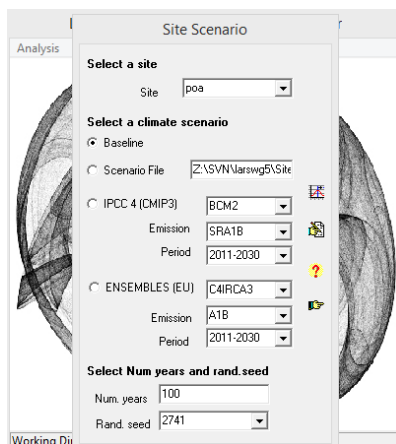 Site Scenario
Analysis
Select a site
Site poa
Select a climate scenario
Baseline
Scenario File Z:\SVN\larswg5\Site
IPCC 4 (CMIP3) BCM2
Emission SRA1B
Period 2011-2030
?
ENSEMBLES (EU) C4IRCA3
Emission A1B
Period 2011-2030
Select Num years and rand.seed
Num. years 100
Rand. seed 2741
Working Di